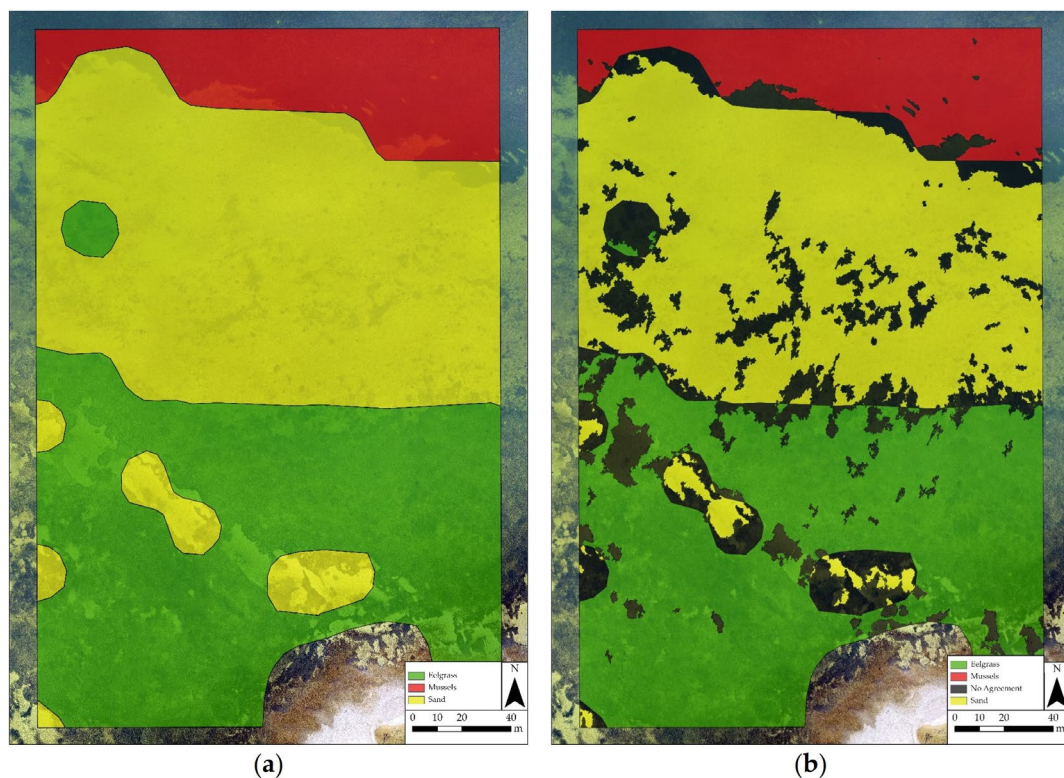 Eelgrass
Mussels
Sand
N
0 10 20 40
m
Eelgrass
Mussels
No Agreement
Sand
N
0 10 20 40
m
(a)
(b)